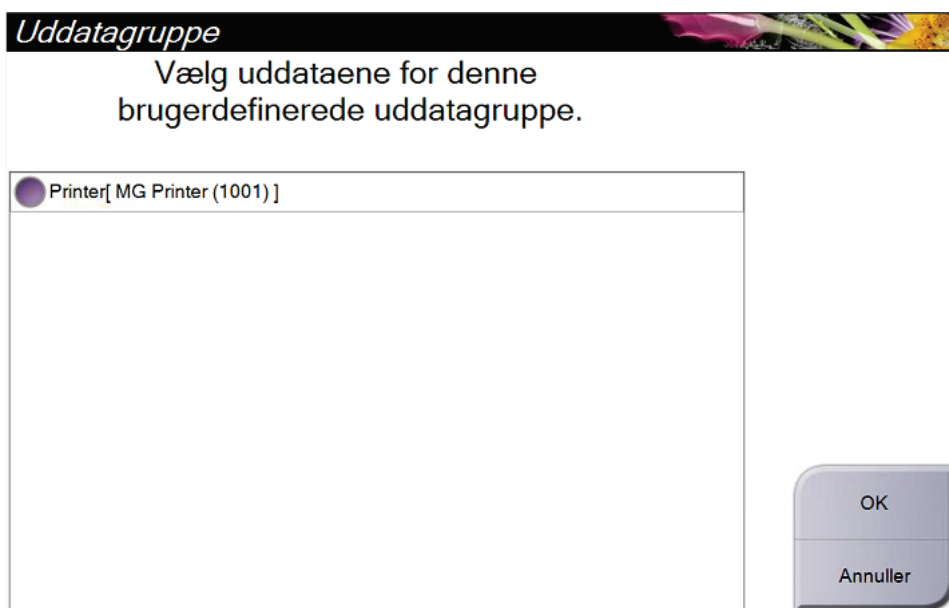 Uddatagruppe
Vælg uddataene for denne
brugerdefinerede uddatagruppe.
Printer[ MG Printer (1001) ]
OK
Annuller